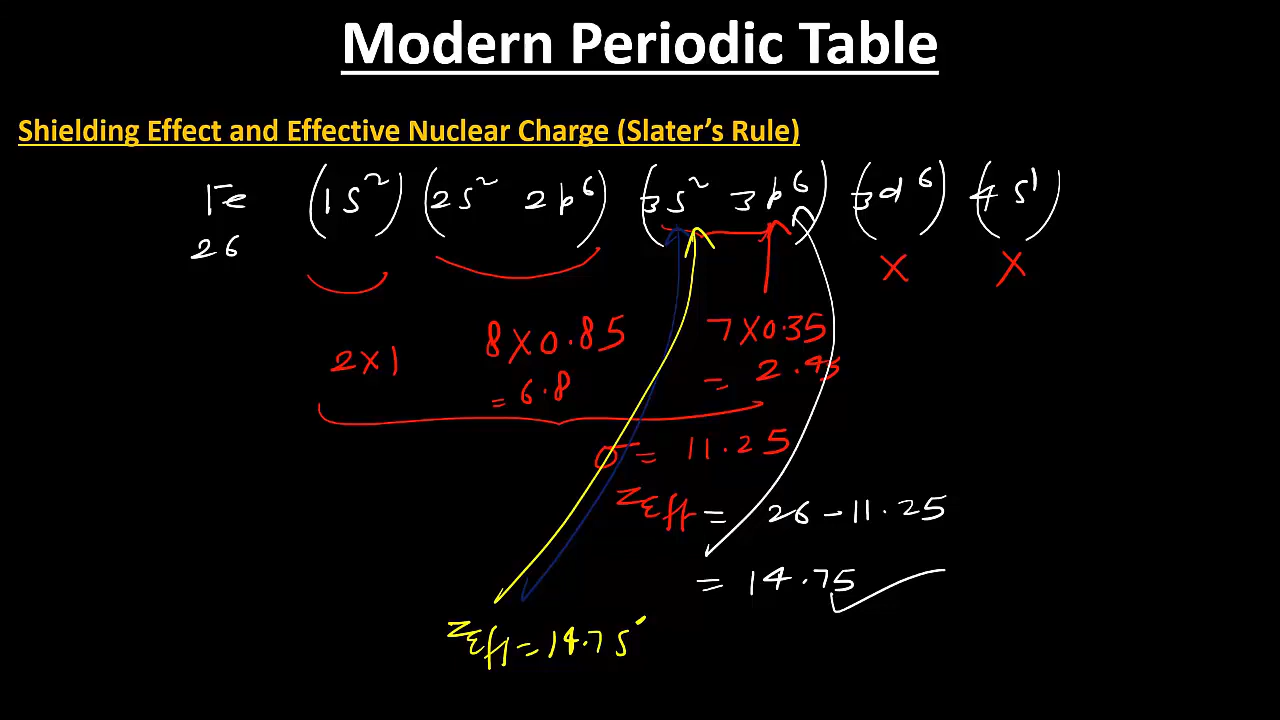 Modern Periodic Table
Shielding Effect and Effective Nuclear Charge (Slater's Rule)
Fe (1s² ) (2s² 2p⁶) (3s² 3p⁶) (3d⁶) (4s¹)
26
X X
2×1 8×0.85 7×0.35
=6.8 = 2.45
σ = 11.25
Zeff = 26 - 11.25
= 14.75
Zeff = 14.75